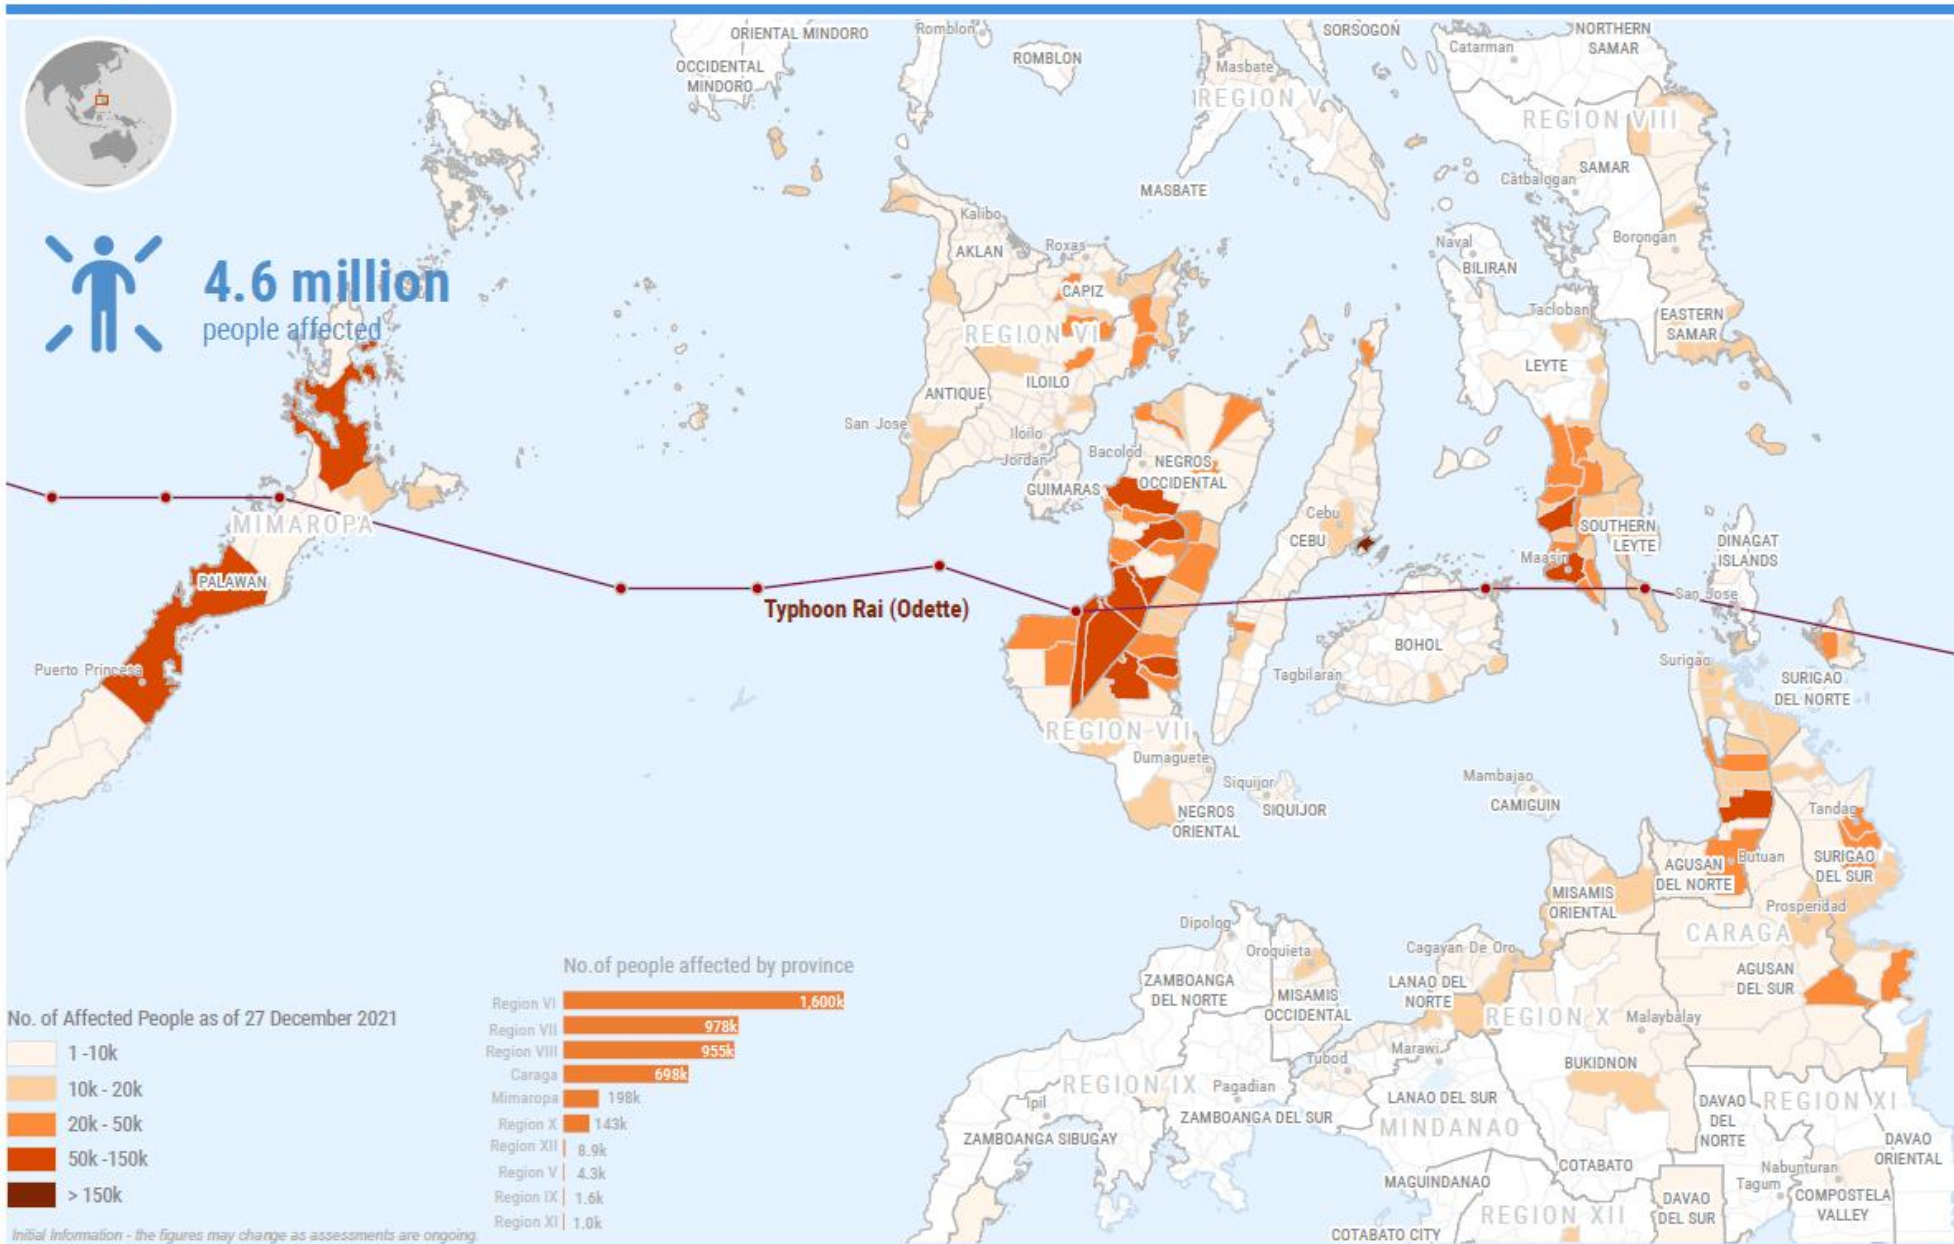 ORIENTAL MINDORO
Romblon
ROMBLON
SORSOGON
NORTHERN
SAMAR
Catarman
OCCIDENTAL
MINDORO
Masbate
REGION V
REGION VIII
SAMAR
Catbalogan
MASBATE
Kalibo
AKLAN
Roxas
Naval
BILIRAN
Borongan
4.6 million
people affected
CAPIZ
Tacloban
EASTERN
SAMAR
REGION VI
LEYTE
ILOILO
ANTIQUE
San Jose
Iloilo
Jordan
Bacolod
NEGROS
OCCIDENTAL
GUIMARAS
MIMAROPA
Cebu
CEBU
SOUTHERN
LEYTE
Maasin
DINAGAT
ISLANDS
PALAWAN
Typhoon Rai (Odette)
San Jose
BOHOL
Puerto Princesa
Tagbilaran
Surigao
SURIGAO
DEL NORTE
REGION VII
Dumaguete
Siquijor
SIQUIJOR
Mambajao
CAMIGUIN
NEGROS
ORIENTAL
Tandag
AGUSAN
DEL NORTE
Butuan
SURIGAO
DEL SUR
MISAMIS
ORIENTAL
Prosperidad
CARAGA
Dipolog
Oroquieta
Cagayan De Oro
ZAMBOANGA
DEL NORTE
MISAMIS
OCCIDENTAL
LANAO DEL
NORTE
AGUSAN
DEL SUR
REGION X
Malaybalay
Tubod
Marawi
BUKIDNON
REGION IX
Pagadian
LANAO DEL SUR
Ipil
ZAMBOANGA DEL SUR
MINDANAO
DAVAO
DEL
NORTE
REGION XI
ZAMBOANGA SIBUGAY
DAVAO
ORIENTAL
COTABATO
Nabunturan
Tagum
MAGUINDANAO
COMPOSTELA
VALLEY
DAVAO
DEL SUR
REGION XII
COTABATO CITY
No.of people affected by province
Region VI 1,600k
Region VII 978k
Region VIII 955k
Caraga 698k
Mimaropa 198k
Region X 143k
Region XII 8.9k
Region V 4.3k
Region IX 1.6k
Region XI 1.0k
No. of Affected People as of 27 December 2021
1 -10k
10k - 20k
20k - 50k
50k -150k
> 150k
Initial Information - the figures may change as assessments are ongoing.